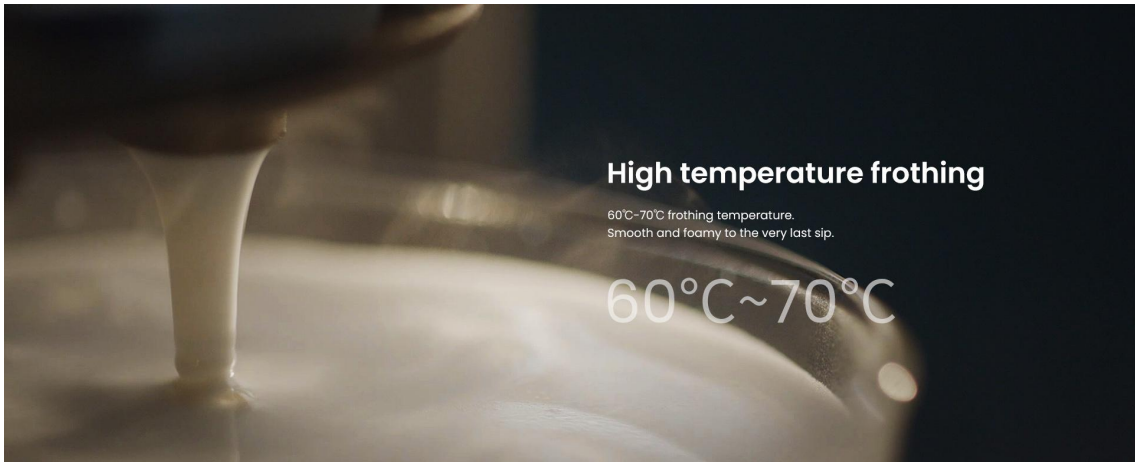 High temperature frothing
60℃-70℃ frothing temperature.
Smooth and foamy to the very last sip.
60°C~70°C